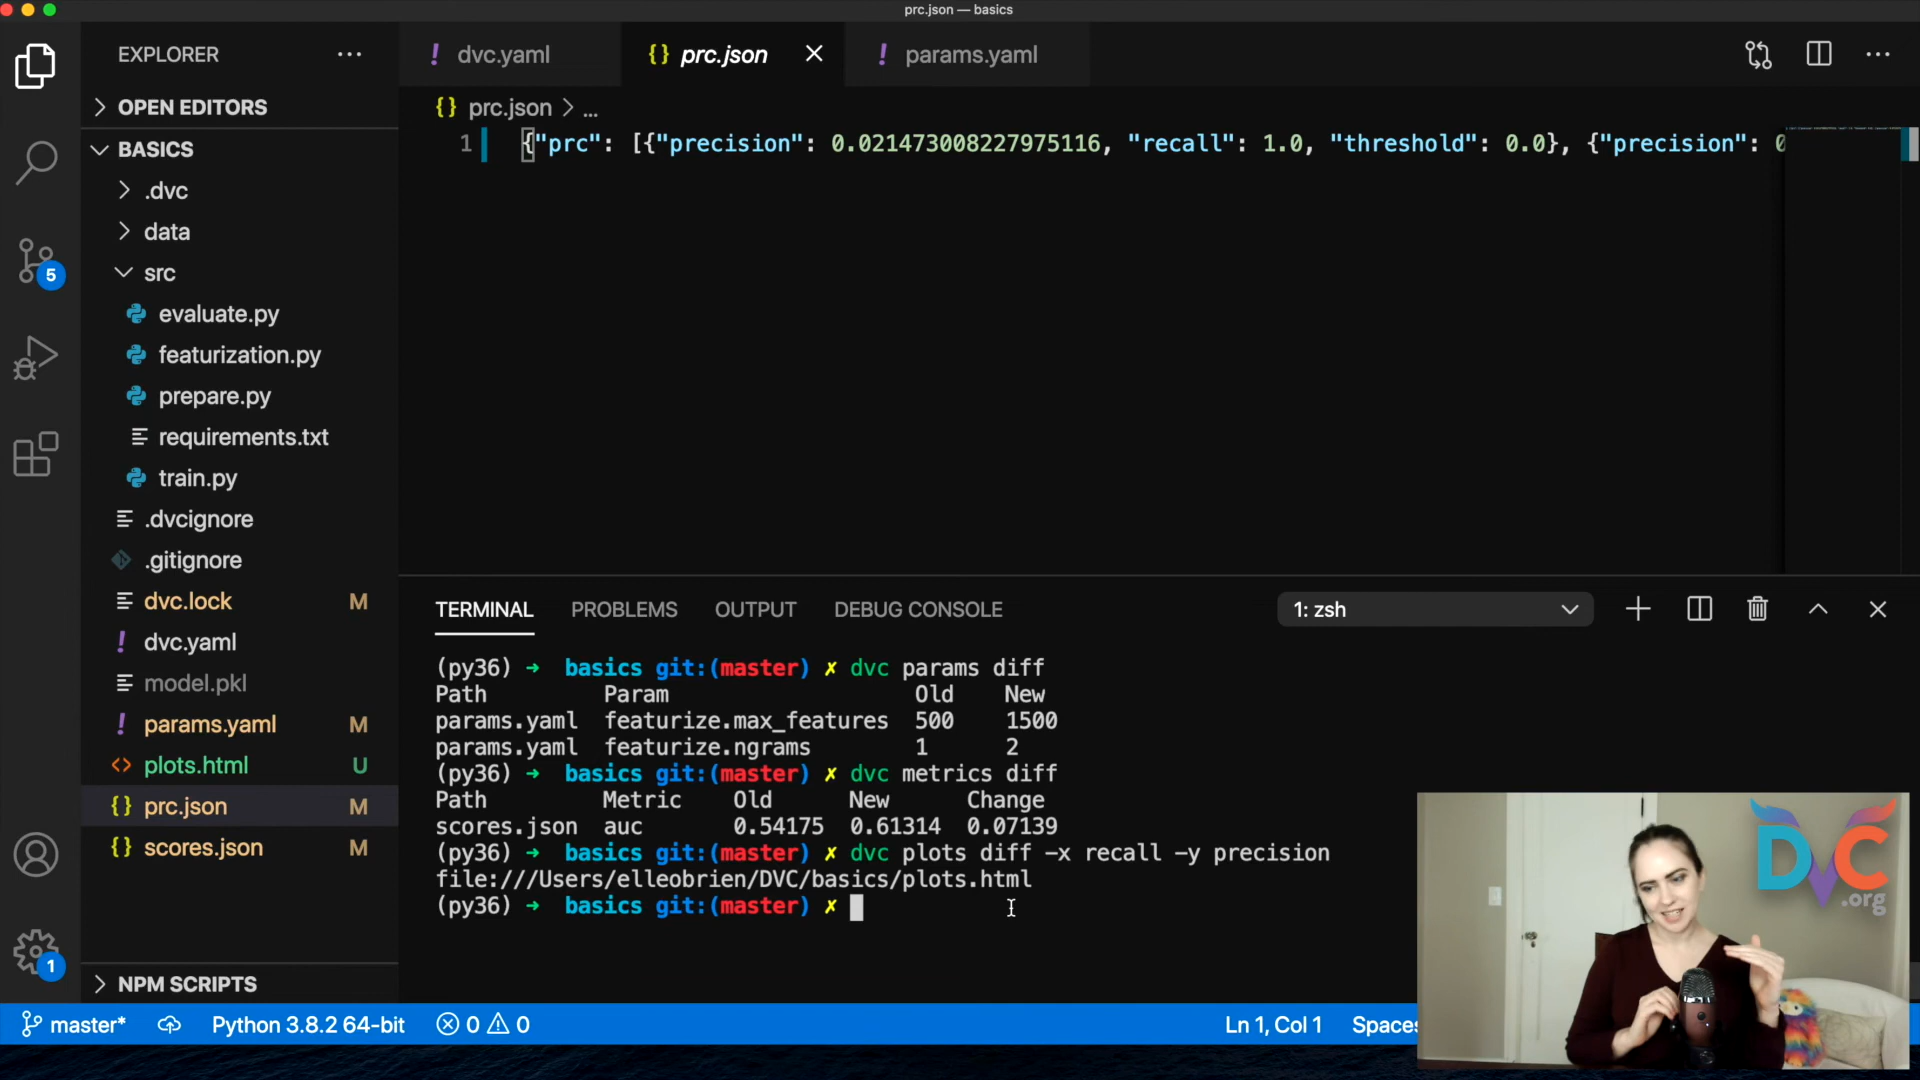 prc.json — basics
EXPLORER
dvc.yaml
prc.json
params.yaml
OPEN EDITORS
prc.json > ...
BASICS
1 {"prc": [{"precision": 0.021473008227975116, "recall": 1.0, "threshold": 0.0}, {"precision": 0
.dvc
data
src
evaluate.py
featurization.py
prepare.py
requirements.txt
train.py
.dvcignore
.gitignore
dvc.lock M
dvc.yaml
model.pkl
params.yaml M
plots.html U
prc.json M
scores.json M
NPM SCRIPTS
5
1
TERMINAL PROBLEMS OUTPUT DEBUG CONSOLE 1: zsh
(py36) ➜ basics git:(master) ✗ dvc params diff
Path Param Old New
params.yaml featurize.max_features 500 1500
params.yaml featurize.ngrams 1 2
(py36) ➜ basics git:(master) ✗ dvc metrics diff
Path Metric Old New Change
scores.json auc 0.54175 0.61314 0.07139
(py36) ➜ basics git:(master) ✗ dvc plots diff -x recall -y precision
file:///Users/elleobrien/DVC/basics/plots.html
(py36) ➜ basics git:(master) ✗
DVC
.org
master* Python 3.8.2 64-bit 0 0 Ln 1, Col 1 Spaces